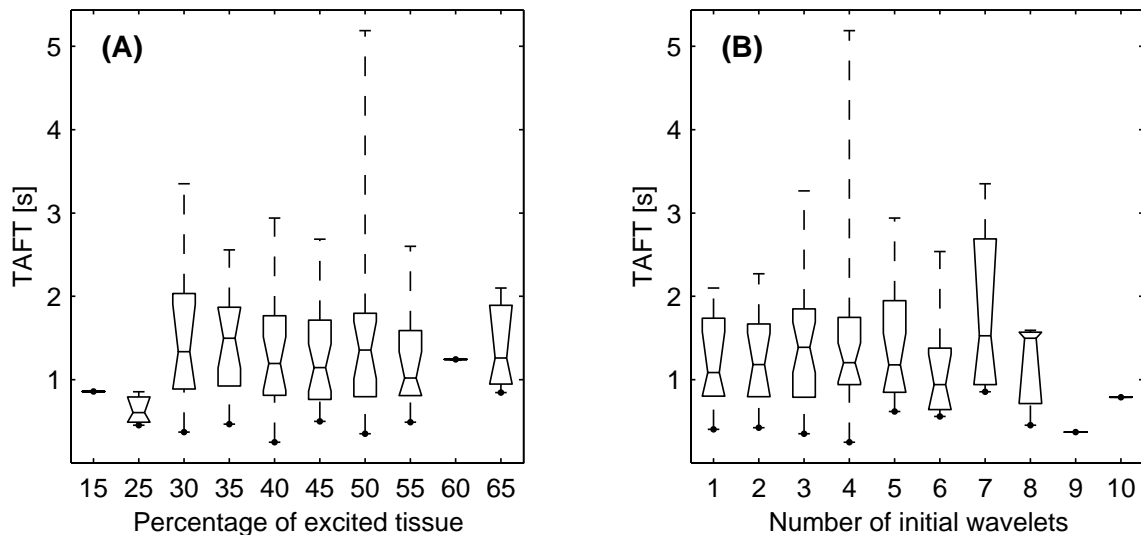 (A)
TAFT [s]
5
4
3
2
1
15 25 30 35 40 45 50 55 60 65
Percentage of excited tissue
(B)
TAFT [s]
5
4
3
2
1
1 2 3 4 5 6 7 8 9 10
Number of initial wavelets